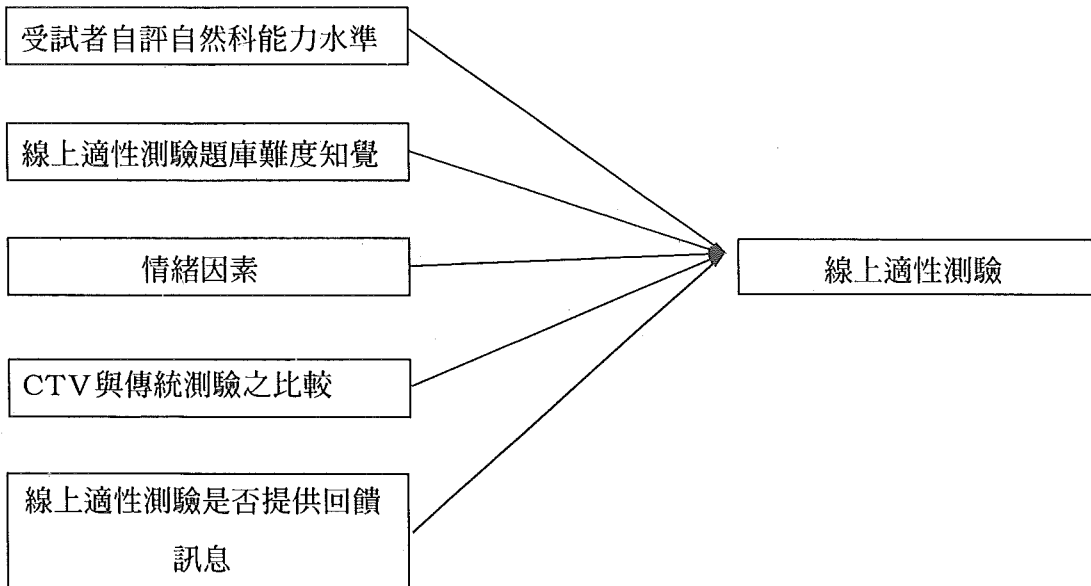 受試者自評自然科能力水準
線上適性測驗題庫難度知覺
情緒因素
CTV與傳統測驗之比較
線上適性測驗是否提供回饋
訊息
線上適性測驗